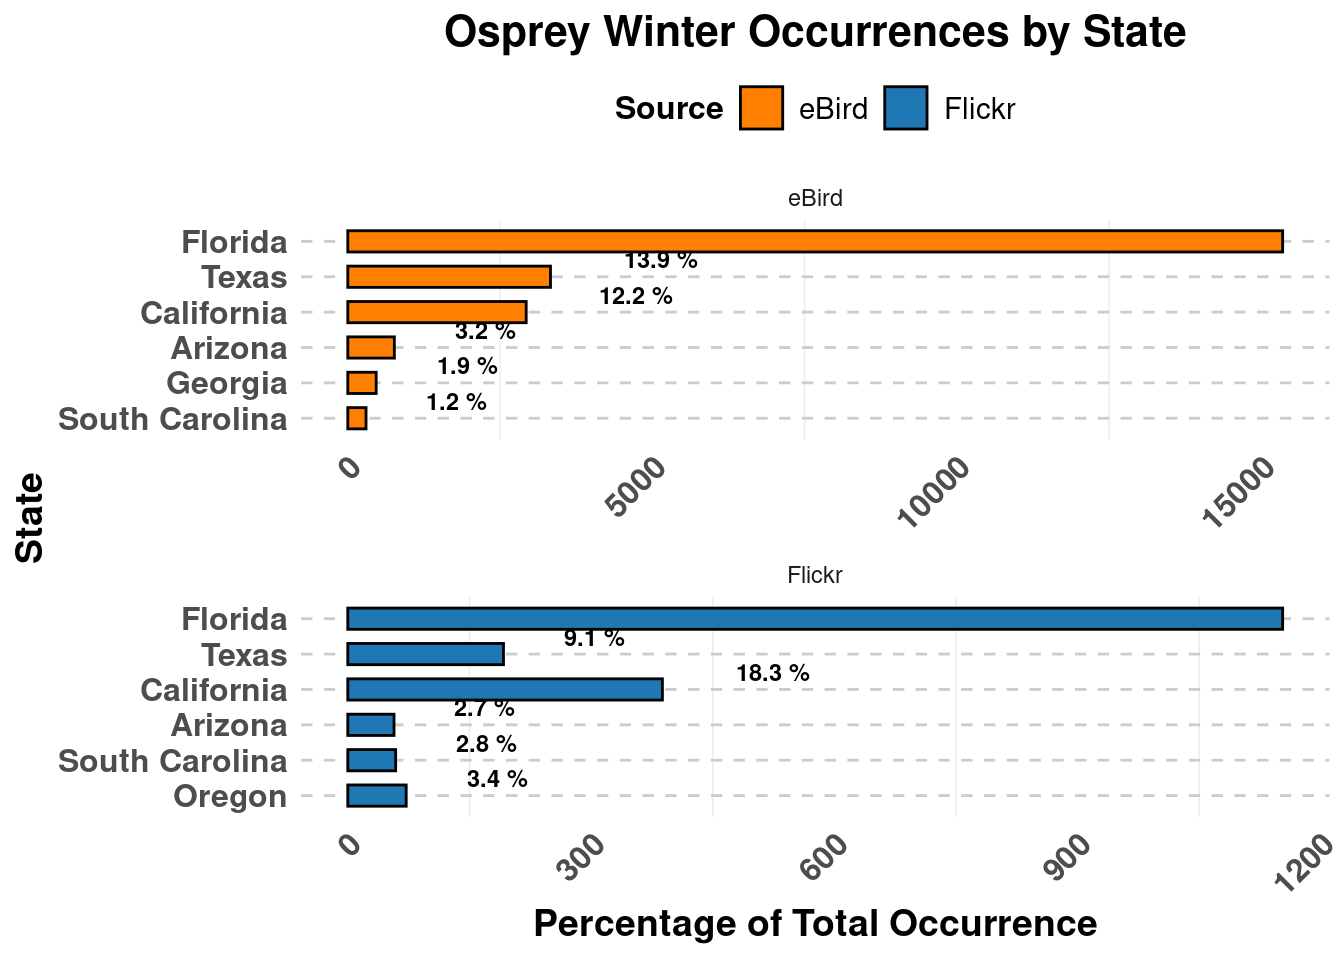 Osprey Winter Occurrences by State
Source eBird Flickr
eBird
Florida
13.9 %
Texas
12.2 %
California
3.2 %
Arizona
1.9 %
Georgia
1.2 %
South Carolina
0 5000 10000 15000
State
Flickr
Florida
9.1 %
Texas
18.3 %
California
2.7 %
Arizona
2.8 %
South Carolina
3.4 %
Oregon
0 300 600 900 1200
Percentage of Total Occurrence